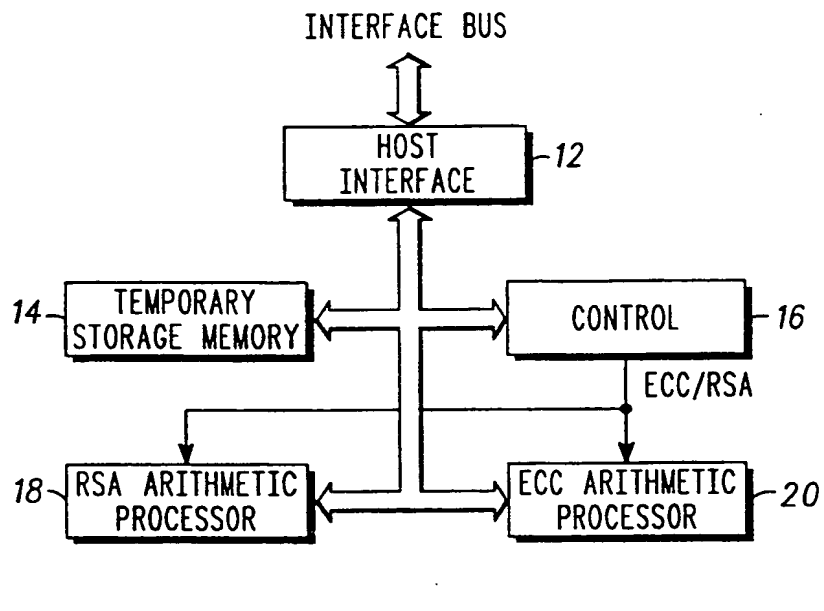 INTERFACE BUS
HOST
INTERFACE
12
14
TEMPORARY
STORAGE MEMORY
CONTROL
16
ECC/RSA
18
RSA ARITHMETIC
PROCESSOR
ECC ARITHMETIC
PROCESSOR
20